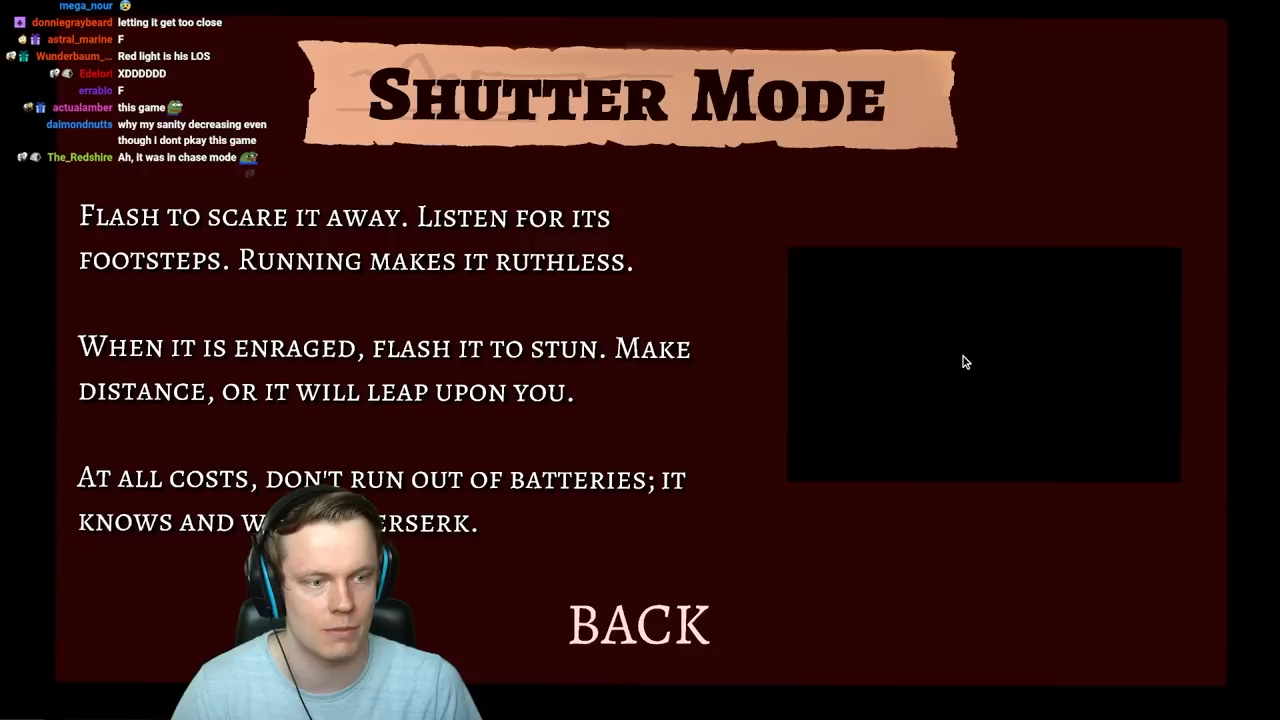 mega_nour
donniegraybeard letting it get too close
astral_marine F
Wunderbaum_... Red light is his LOS
Edelori XDDDDDD
errablo F
actualamber this game
daimondnutts why my sanity decreasing even
though i dont pkay this game
The_Redshire Ah, it was in chase mode
Shutter Mode
Flash to scare it away. Listen for its
footsteps. Running makes it ruthless.
When it is enraged, flash it to stun. Make
distance, or it will leap upon you.
At all costs, don't run out of batteries; it
knows and w erserk.
BACK